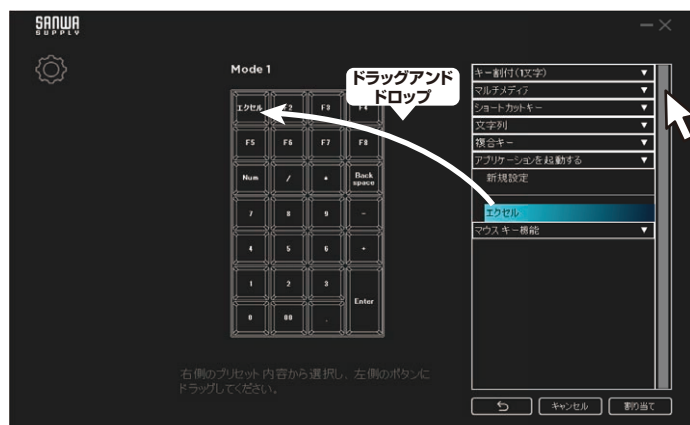 SANWA
SUPPLY
Mode 1
ドラッグアンド
ドロップ
エクセル F2 F3 F4
F5 F6 F7 F8
Num / * Back space
7 8 9 -
4 5 6 +
1 2 3
Enter
0 00 .
キー割付(1文字)
マルチメディア
ショートカットキー
文字列
複合キー
アプリケーションを起動する
新規設定
エクセル
マウスキー機能
右側のプリセット内容から選択し、左側のボタンに
ドラッグしてください。
キャンセル
割り当て